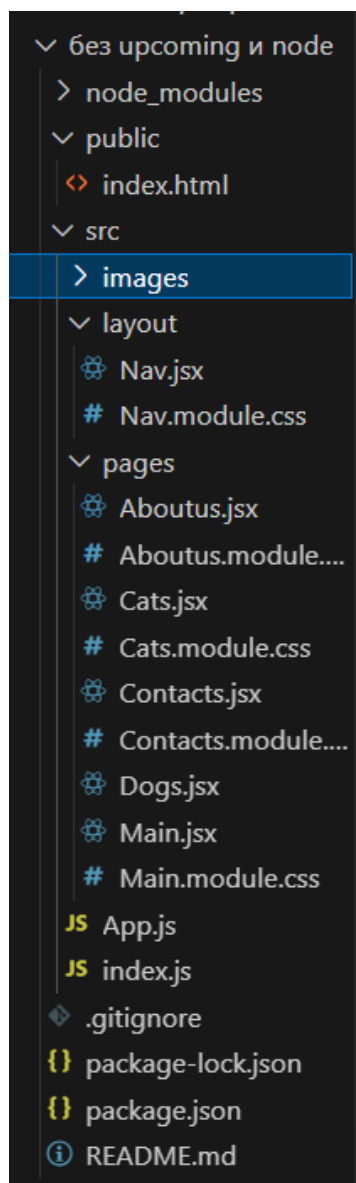 без upcoming и node
node_modules
public
<> index.html
src
images
layout
Nav.jsx
# Nav.module.css
pages
Aboutus.jsx
# Aboutus.module....
Cats.jsx
# Cats.module.css
Contacts.jsx
# Contacts.module....
Dogs.jsx
Main.jsx
# Main.module.css
JS App.js
JS index.js
.gitignore
{} package-lock.json
{} package.json
README.md